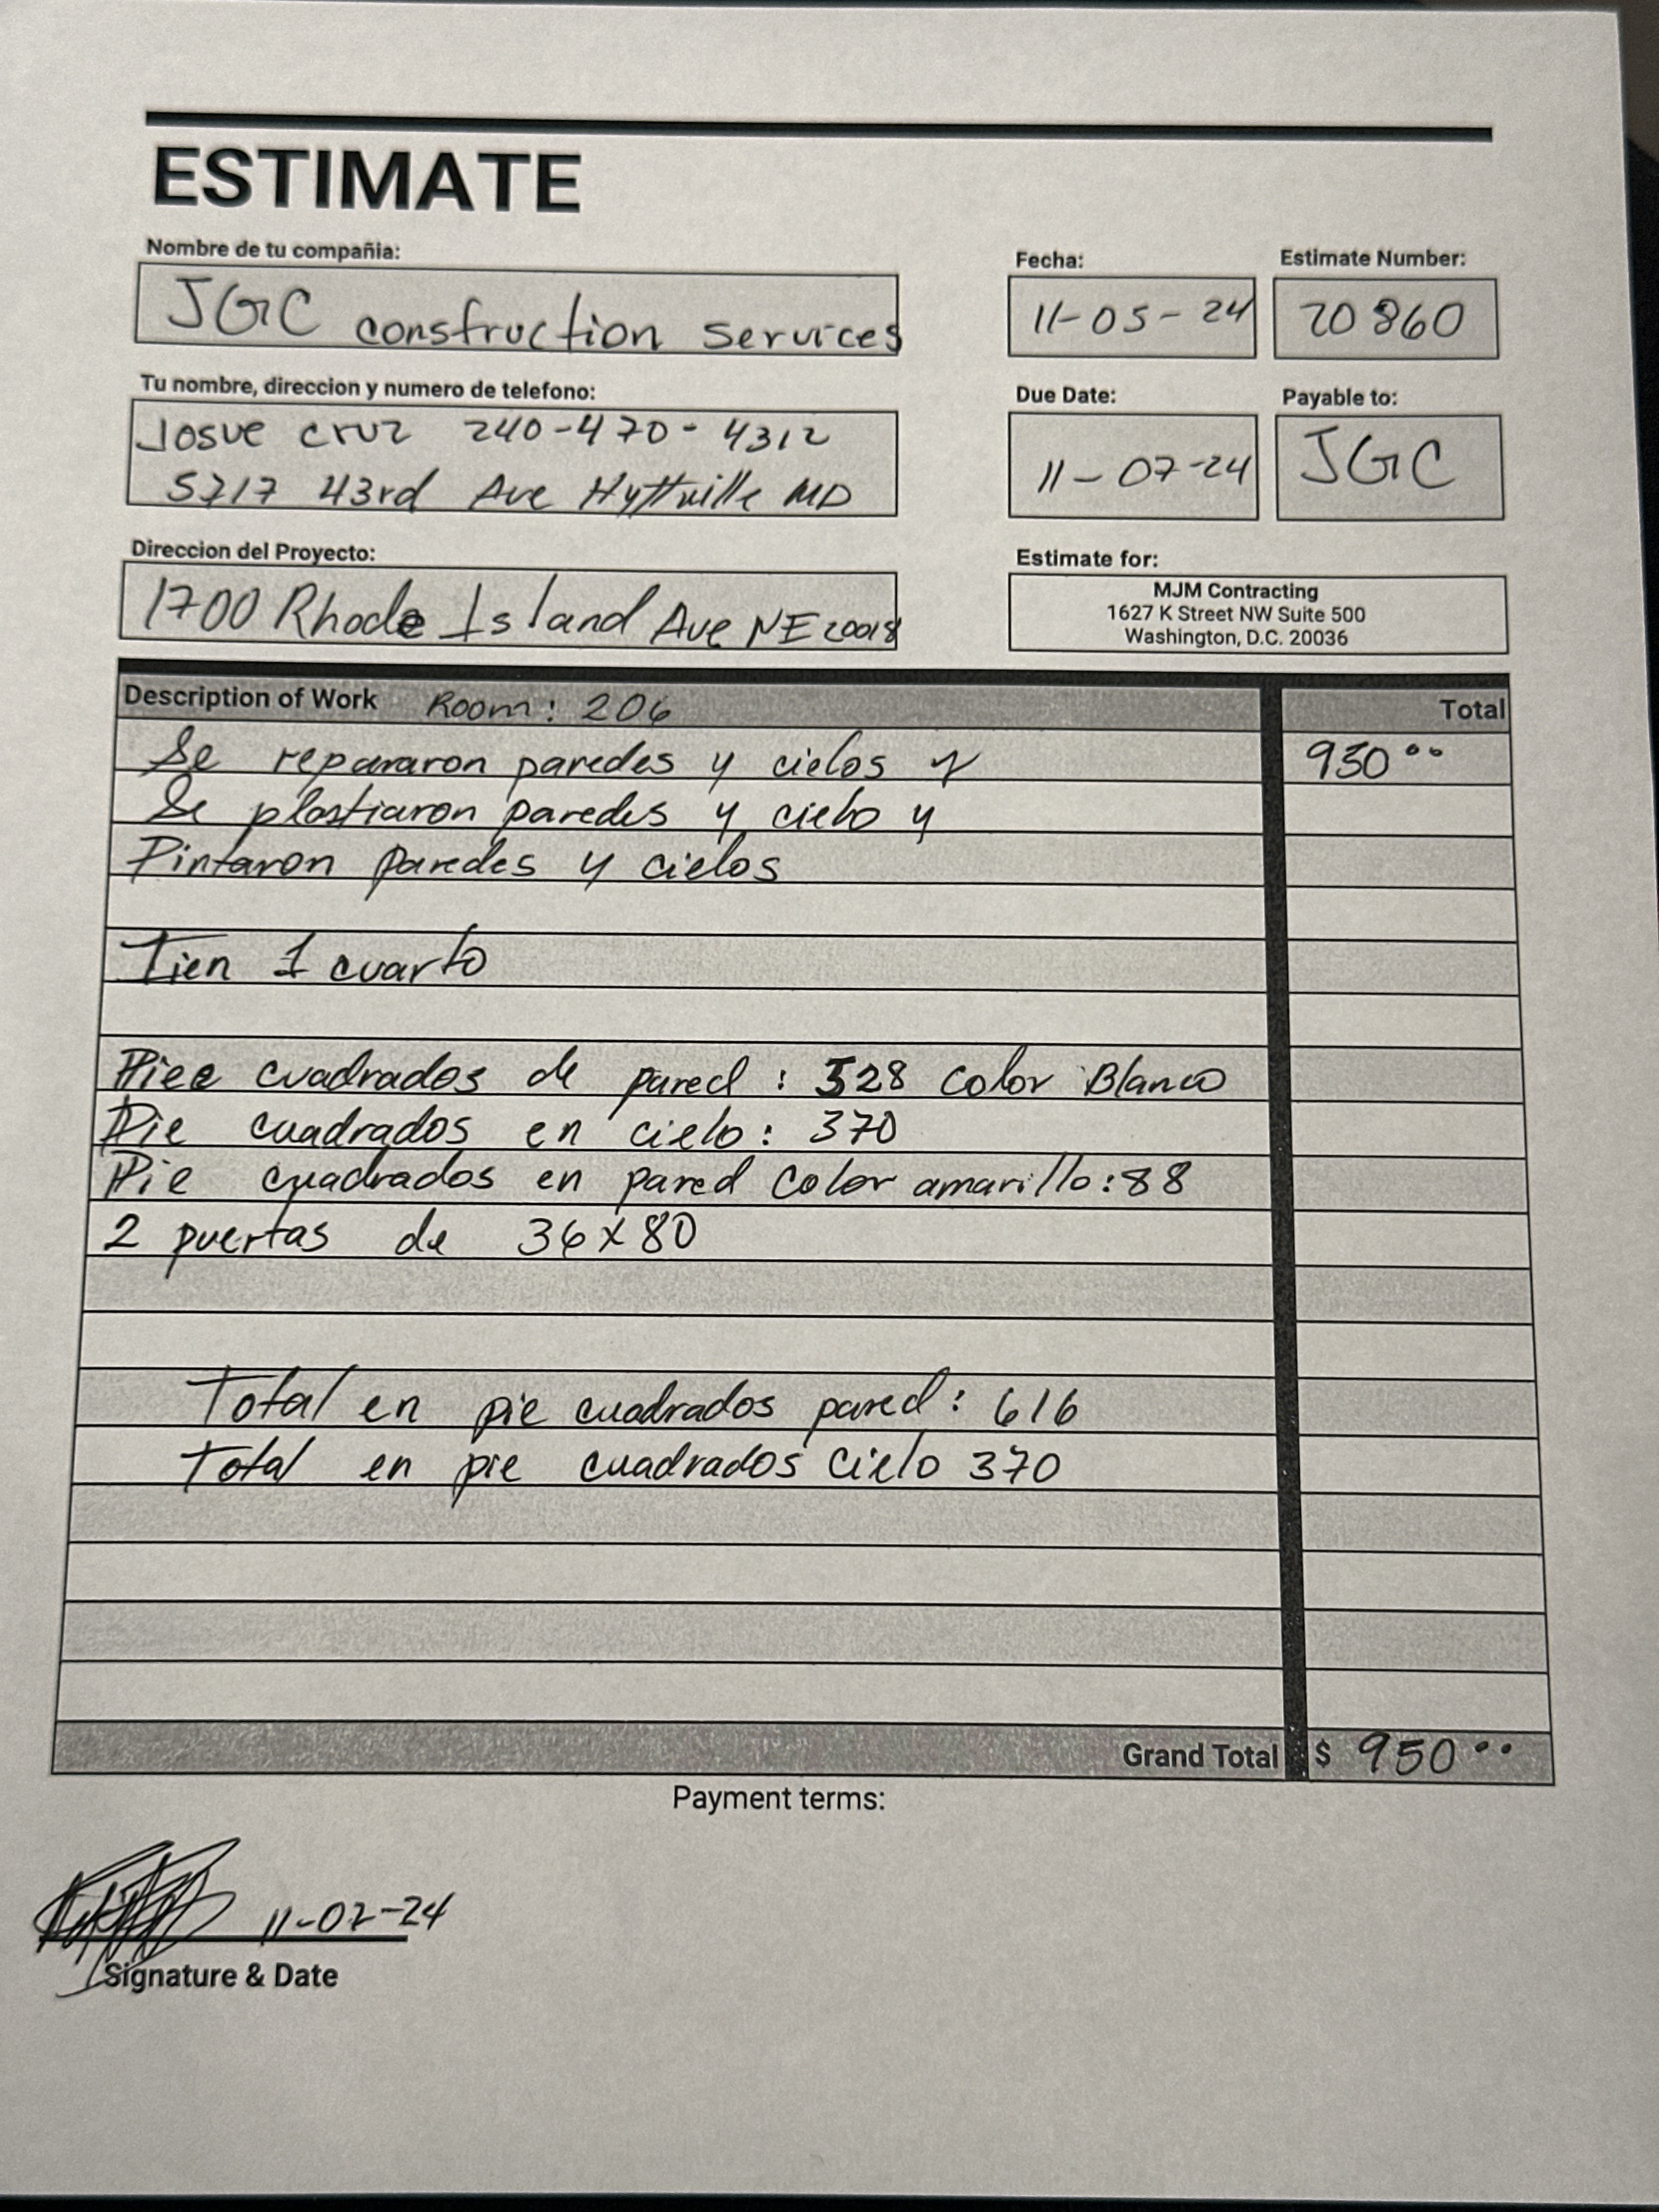 ESTIMATE
Nombre de tu compañia:
JGC construction services
Fecha:
11-05-24
Estimate Number:
20860
Tu nombre, direccion y numero de telefono:
Josue cruz 240-470-4312
5717 43rd Ave Hyttville MD
Due Date:
11-07-24
Payable to:
JGC
Direccion del Proyecto:
1700 Rhode Island Ave NE 20018
Estimate for:
MJM Contracting
1627 K Street NW Suite 500
Washington, D.C. 20036
Description of Work Room: 206 Total
Se repararon paredes y cielos y 950.00
Se plastiaron paredes y cielo y
Pintaron paredes y cielos
Tien 1 cuarto
Piee cuadrados de pared: 528 color Blanco
Pie cuadrados en cielo: 370
Pie cuadrados en pared color amarillo: 88
2 puertas de 36x80
Total en pie cuadrados pared: 616
Total en pie cuadrados cielo 370
Grand Total $ 950.00
Payment terms:
11-07-24
Signature & Date